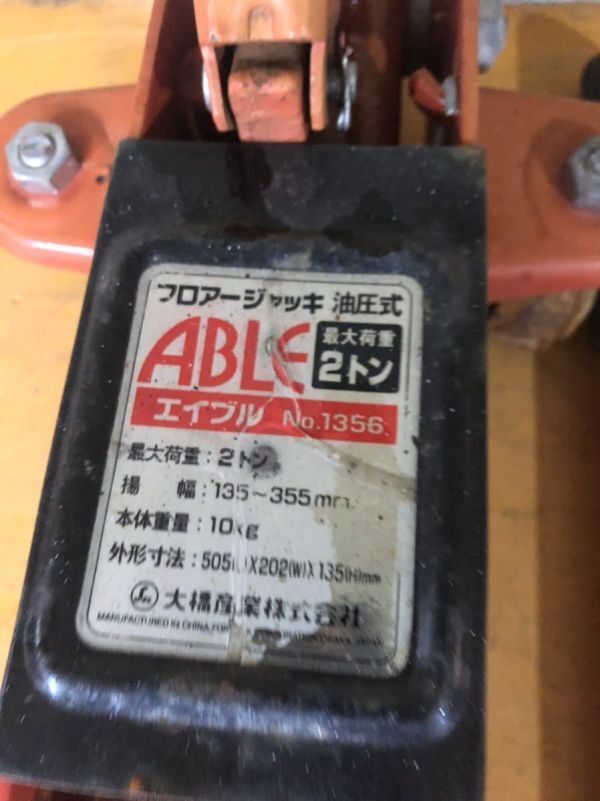 フロアージャッキ 油圧式
ABLE
最大荷重
2トン
エイブル No.1356
最大荷重:2トン
揚 幅:135～355mm
本体重量:10kg
外形寸法:505( )X202(W)X135(H)mm
大橋産業株式会社
MANUFACTURED IN CHINA, FOR OSAKA, JAPAN